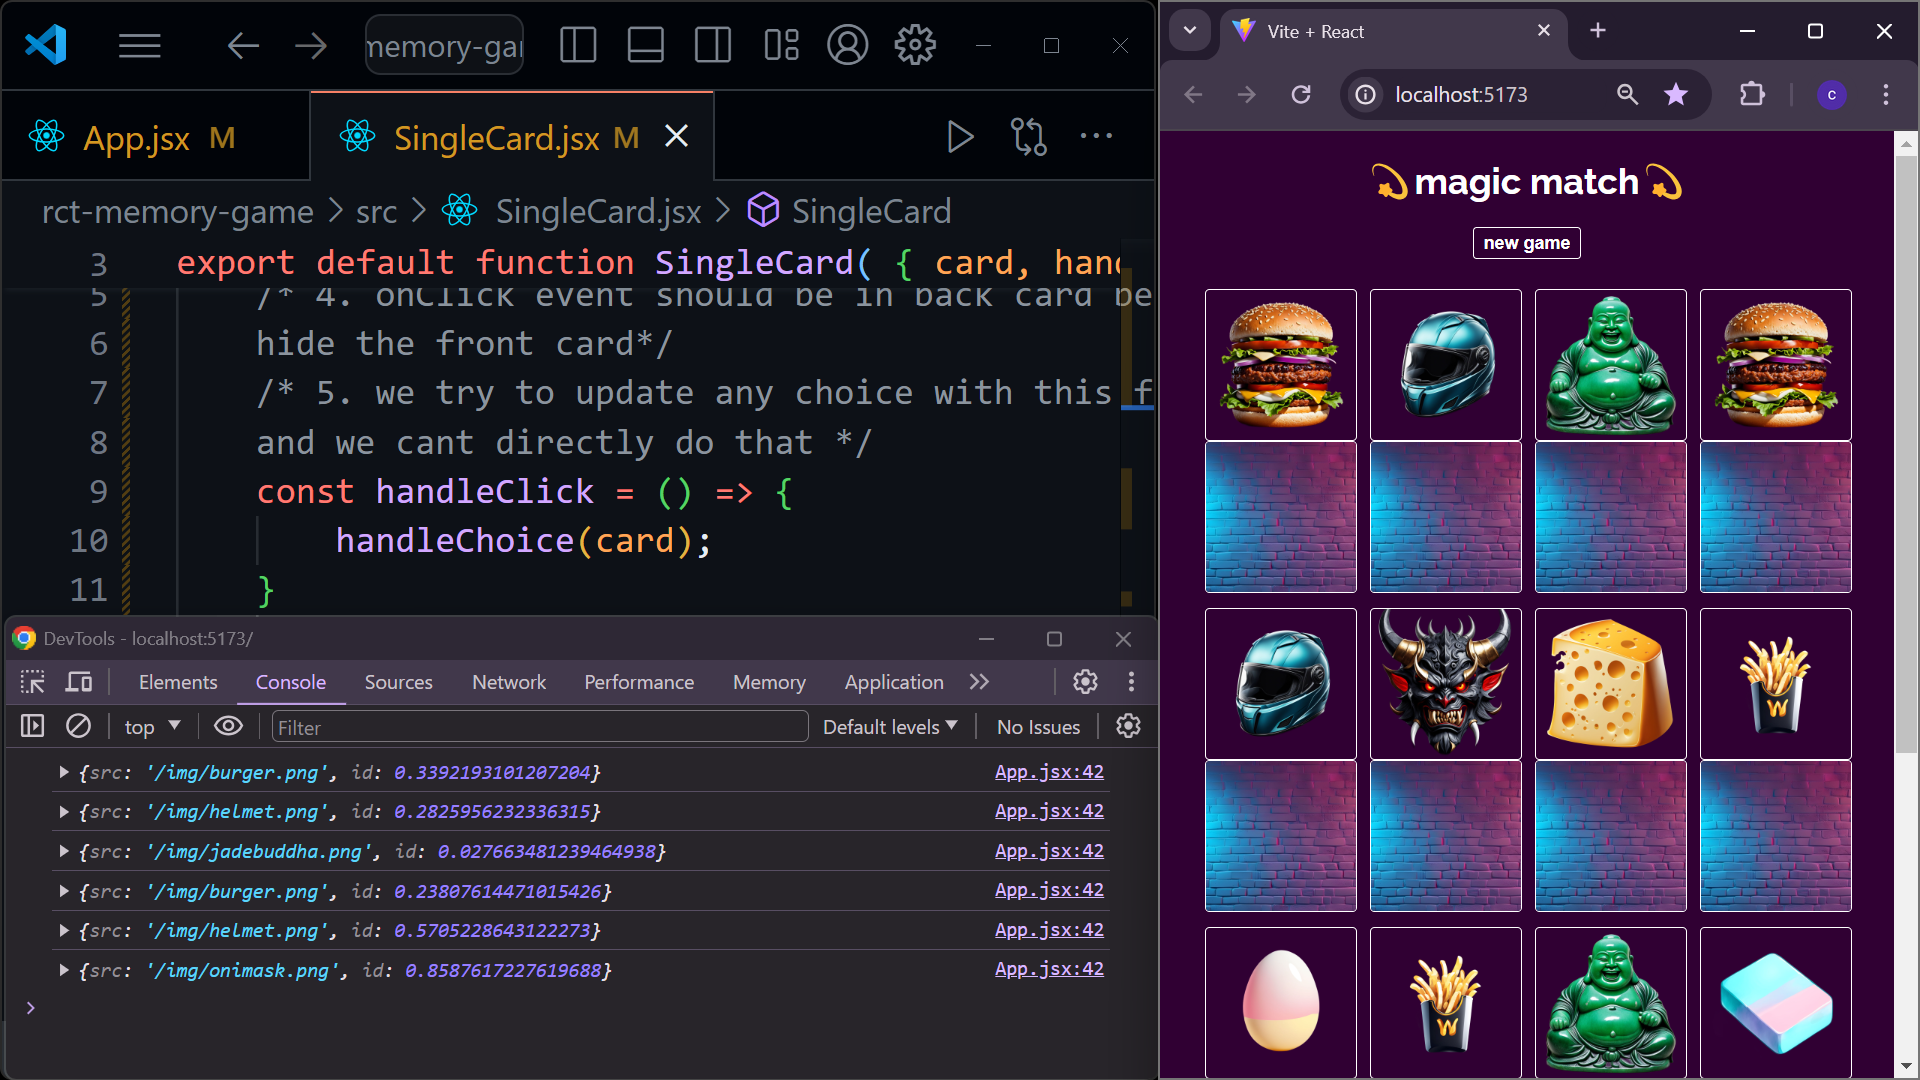 memory-gam
App.jsx M
SingleCard.jsx M
rct-memory-game > src > SingleCard.jsx > SingleCard
3 export default function SingleCard( { card, hand
5 /* 4. onClick event should be in back card be
6 hide the front card*/
7 /* 5. we try to update any choice with this f
8 and we cant directly do that */
9 const handleClick = () => {
10 handleChoice(card);
11 }
DevTools - localhost:5173/
Elements Console Sources Network Performance Memory Application
top Filter Default levels No Issues
{src: '/img/burger.png', id: 0.3392193101207204} App.jsx:42
{src: '/img/helmet.png', id: 0.2825956232336315} App.jsx:42
{src: '/img/jadebuddha.png', id: 0.027663481239464938} App.jsx:42
{src: '/img/burger.png', id: 0.23807614471015426} App.jsx:42
{src: '/img/helmet.png', id: 0.5705228643122273} App.jsx:42
{src: '/img/onimask.png', id: 0.8587617227619688} App.jsx:42
Vite + React
localhost:5173
c
magic match
new game